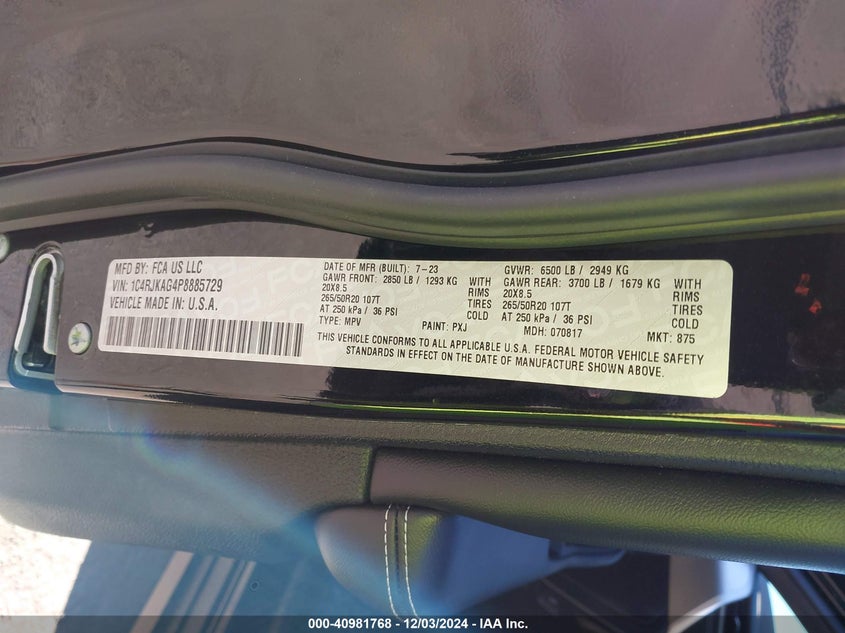 MFD BY: FCA US LLC
VIN: 1C4RJKAG4P8885729
VEHICLE MADE IN: U.S.A.
DATE OF MFR (BUILT): 7-23 GVWR: 6500 LB / 2949 KG
GAWR FRONT: 2850 LB / 1293 KG WITH GAWR REAR: 3700 LB / 1679 KG WITH
20X8.5 RIMS 20X8.5 RIMS
265/50R20 107T TIRES 265/50R20 107T TIRES
AT 250 kPa / 36 PSI COLD AT 250 kPa / 36 PSI COLD
TYPE: MPV PAINT: PXJ MDH: 070817 MKT: 875
THIS VEHICLE CONFORMS TO ALL APPLICABLE U.S.A. FEDERAL MOTOR VEHICLE SAFETY
STANDARDS IN EFFECT ON THE DATE OF MANUFACTURE SHOWN ABOVE.
000-40981768 - 12/03/2024 - IAA Inc.